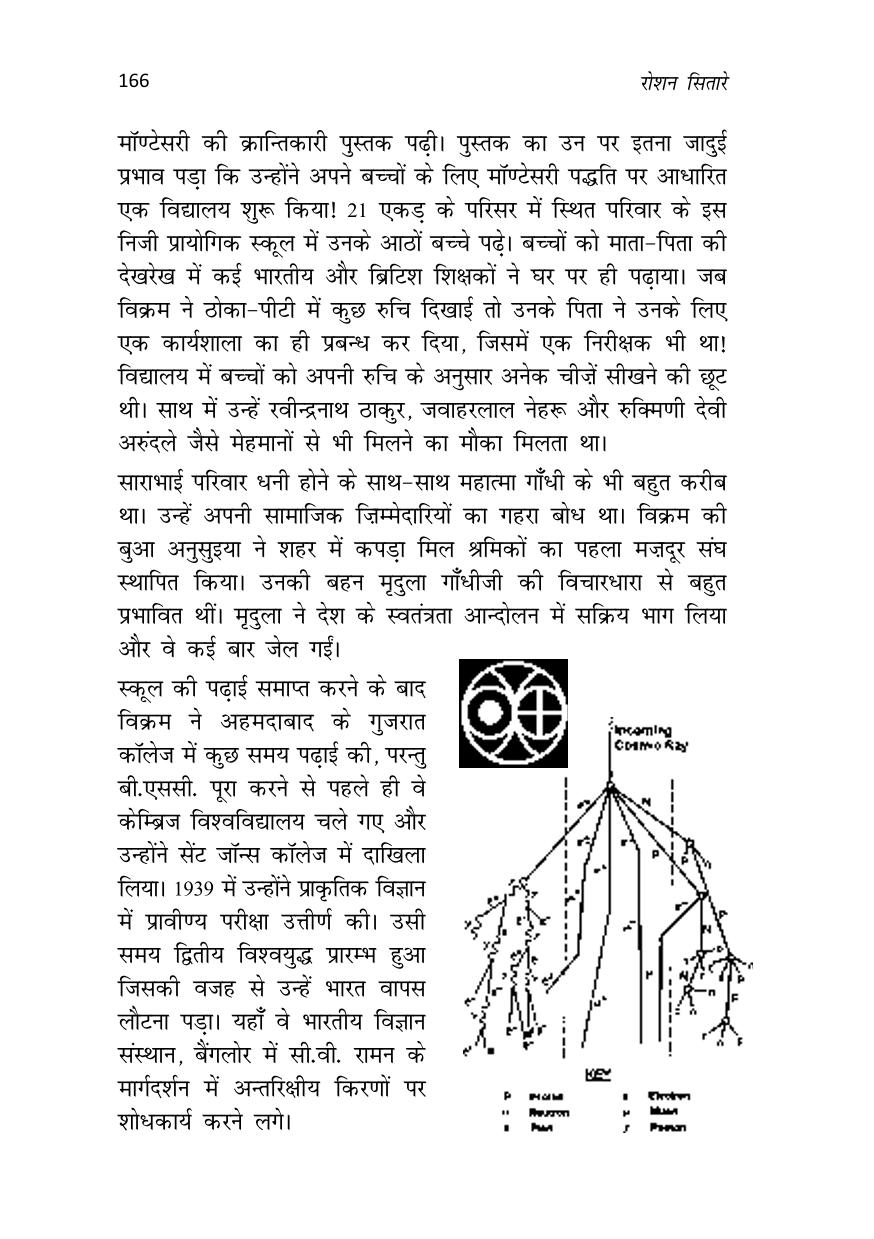 166
रोशन सितारे
मॉण्टेसरी की क्रान्तिकारी पुस्तक पढ़ी। पुस्तक का उन पर इतना जादुई
प्रभाव पड़ा कि उन्होंने अपने बच्चों के लिए मॉण्टेसरी पद्धति पर आधारित
एक विद्यालय शुरू किया! 21 एकड़ के परिसर में स्थित परिवार के इस
निजी प्रायोगिक स्कूल में उनके आठों बच्चे पढ़े। बच्चों को माता-पिता की
देखरेख में कई भारतीय और ब्रिटिश शिक्षकों ने घर पर ही पढ़ाया। जब
विक्रम ने ठोका-पीटी में कुछ रुचि दिखाई तो उनके पिता ने उनके लिए
एक कार्यशाला का ही प्रबन्ध कर दिया, जिसमें एक निरीक्षक भी था!
विद्यालय में बच्चों को अपनी रुचि के अनुसार अनेक चीज़ें सीखने की छूट
थी। साथ में उन्हें रवीन्द्रनाथ ठाकुर, जवाहरलाल नेहरू और रुक्मिणी देवी
अरुंदले जैसे मेहमानों से भी मिलने का मौका मिलता था।
साराभाई परिवार धनी होने के साथ-साथ महात्मा गाँधी के भी बहुत करीब
था। उन्हें अपनी सामाजिक ज़िम्मेदारियों का गहरा बोध था। विक्रम की
बुआ अनुसुइया ने शहर में कपड़ा मिल श्रमिकों का पहला मज़दूर संघ
स्थापित किया। उनकी बहन मृदुला गाँधीजी की विचारधारा से बहुत
प्रभावित थीं। मृदुला ने देश के स्वतंत्रता आन्दोलन में सक्रिय भाग लिया
और वे कई बार जेल गईं।
स्कूल की पढ़ाई समाप्त करने के बाद
विक्रम ने अहमदाबाद के गुजरात
कॉलेज में कुछ समय पढ़ाई की, परन्तु
बी.एससी. पूरा करने से पहले ही वे
केम्ब्रिज विश्वविद्यालय चले गए और
उन्होंने सेंट जॉन्स कॉलेज में दाखिला
लिया। 1939 में उन्होंने प्राकृतिक विज्ञान
में प्रावीण्य परीक्षा उत्तीर्ण की। उसी
समय द्वितीय विश्वयुद्ध प्रारम्भ हुआ
जिसकी वजह से उन्हें भारत वापस
लौटना पड़ा। यहाँ वे भारतीय विज्ञान
संस्थान, बैंगलोर में सी.वी. रामन के
मार्गदर्शन में अन्तरिक्षीय किरणों पर
शोधकार्य करने लगे।
Incoming
Cosmic Ray
KEY
Neutron
Electron